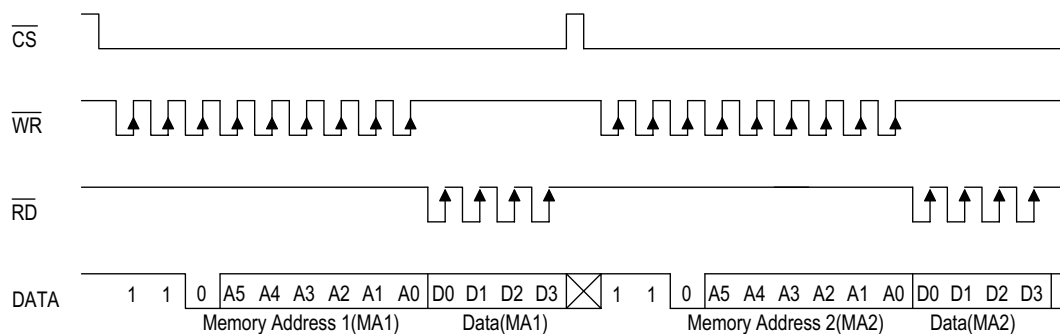 CS
WR
RD
DATA 1 1 0 A5 A4 A3 A2 A1 A0 D0 D1 D2 D3 1 1 0 A5 A4 A3 A2 A1 A0 D0 D1 D2 D3
Memory Address 1(MA1) Data(MA1) Memory Address 2(MA2) Data(MA2)